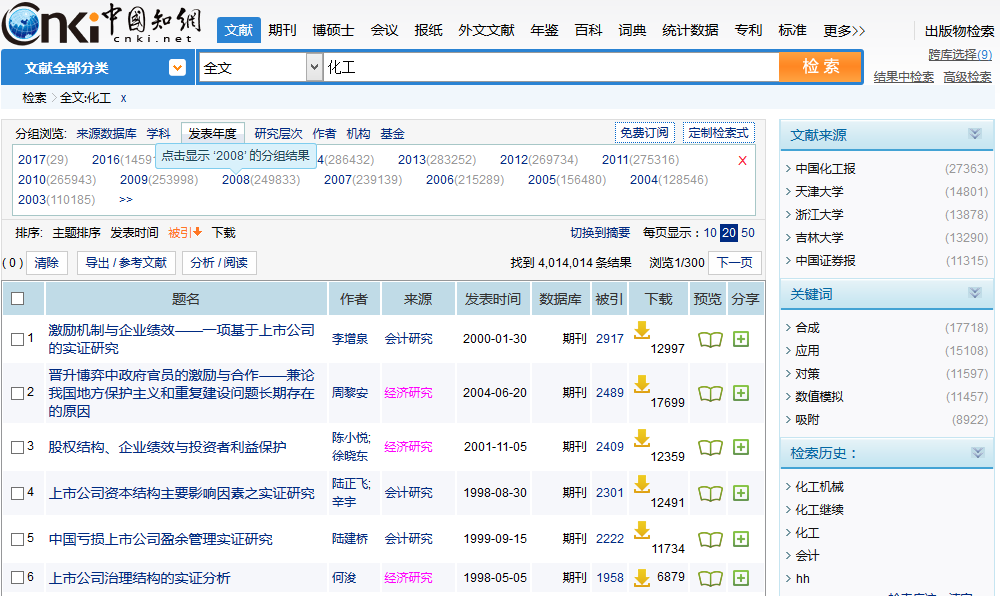 中国知網
cnki.net
文献 期刊 博硕士 会议 报纸 外文文献 年鉴 百科 词典 统计数据 专利 标准 更多>> 出版物检索
文献全部分类 全文 化工 检 索
跨库选择(9)
结果中检索 高级检索
检索 > 全文:化工 x
分组浏览: 来源数据库 学科 发表年度 研究层次 作者 机构 基金 免费订阅 定制检索式
点击显示 ‘2008’ 的分组结果
2017(29) 2016(1459 4(286432) 2013(283252) 2012(269734) 2011(275316) X
2010(265943) 2009(253998) 2008(249833) 2007(239139) 2006(215289) 2005(156480) 2004(128546)
2003(110185) >>
排序: 主题排序 发表时间 被引 下载 切换到摘要 每页显示: 10 20 50
( 0 ) 清除 导出 / 参考文献 分析 / 阅读 找到 4,014,014 条结果 浏览1/300 下一页
题名 作者 来源 发表时间 数据库 被引 下载 预览 分享
1 激励机制与企业绩效——一项基于上市公司的实证研究 李增泉 会计研究 2000-01-30 期刊 2917 12997
2 晋升博弈中政府官员的激励与合作——兼论我国地方保护主义和重复建设问题长期存在的原因 周黎安 经济研究 2004-06-20 期刊 2489 17699
3 股权结构、企业绩效与投资者利益保护 陈小悦; 徐晓东 经济研究 2001-11-05 期刊 2409 12359
4 上市公司资本结构主要影响因素之实证研究 陆正飞; 辛宇 会计研究 1998-08-30 期刊 2301 12491
5 中国亏损上市公司盈余管理实证研究 陆建桥 会计研究 1999-09-15 期刊 2222 11734
6 上市公司治理结构的实证分析 何浚 经济研究 1998-05-05 期刊 1958 6879
文献来源
> 中国化工报 (27363)
> 天津大学 (14801)
> 浙江大学 (13878)
> 吉林大学 (13290)
> 中国证券报 (11315)
关键词
> 合成 (17718)
> 应用 (15108)
> 对策 (11597)
> 数值模拟 (11457)
> 吸附 (8922)
检索历史：
> 化工机械
> 化工继续
> 化工
> 会计
> hh